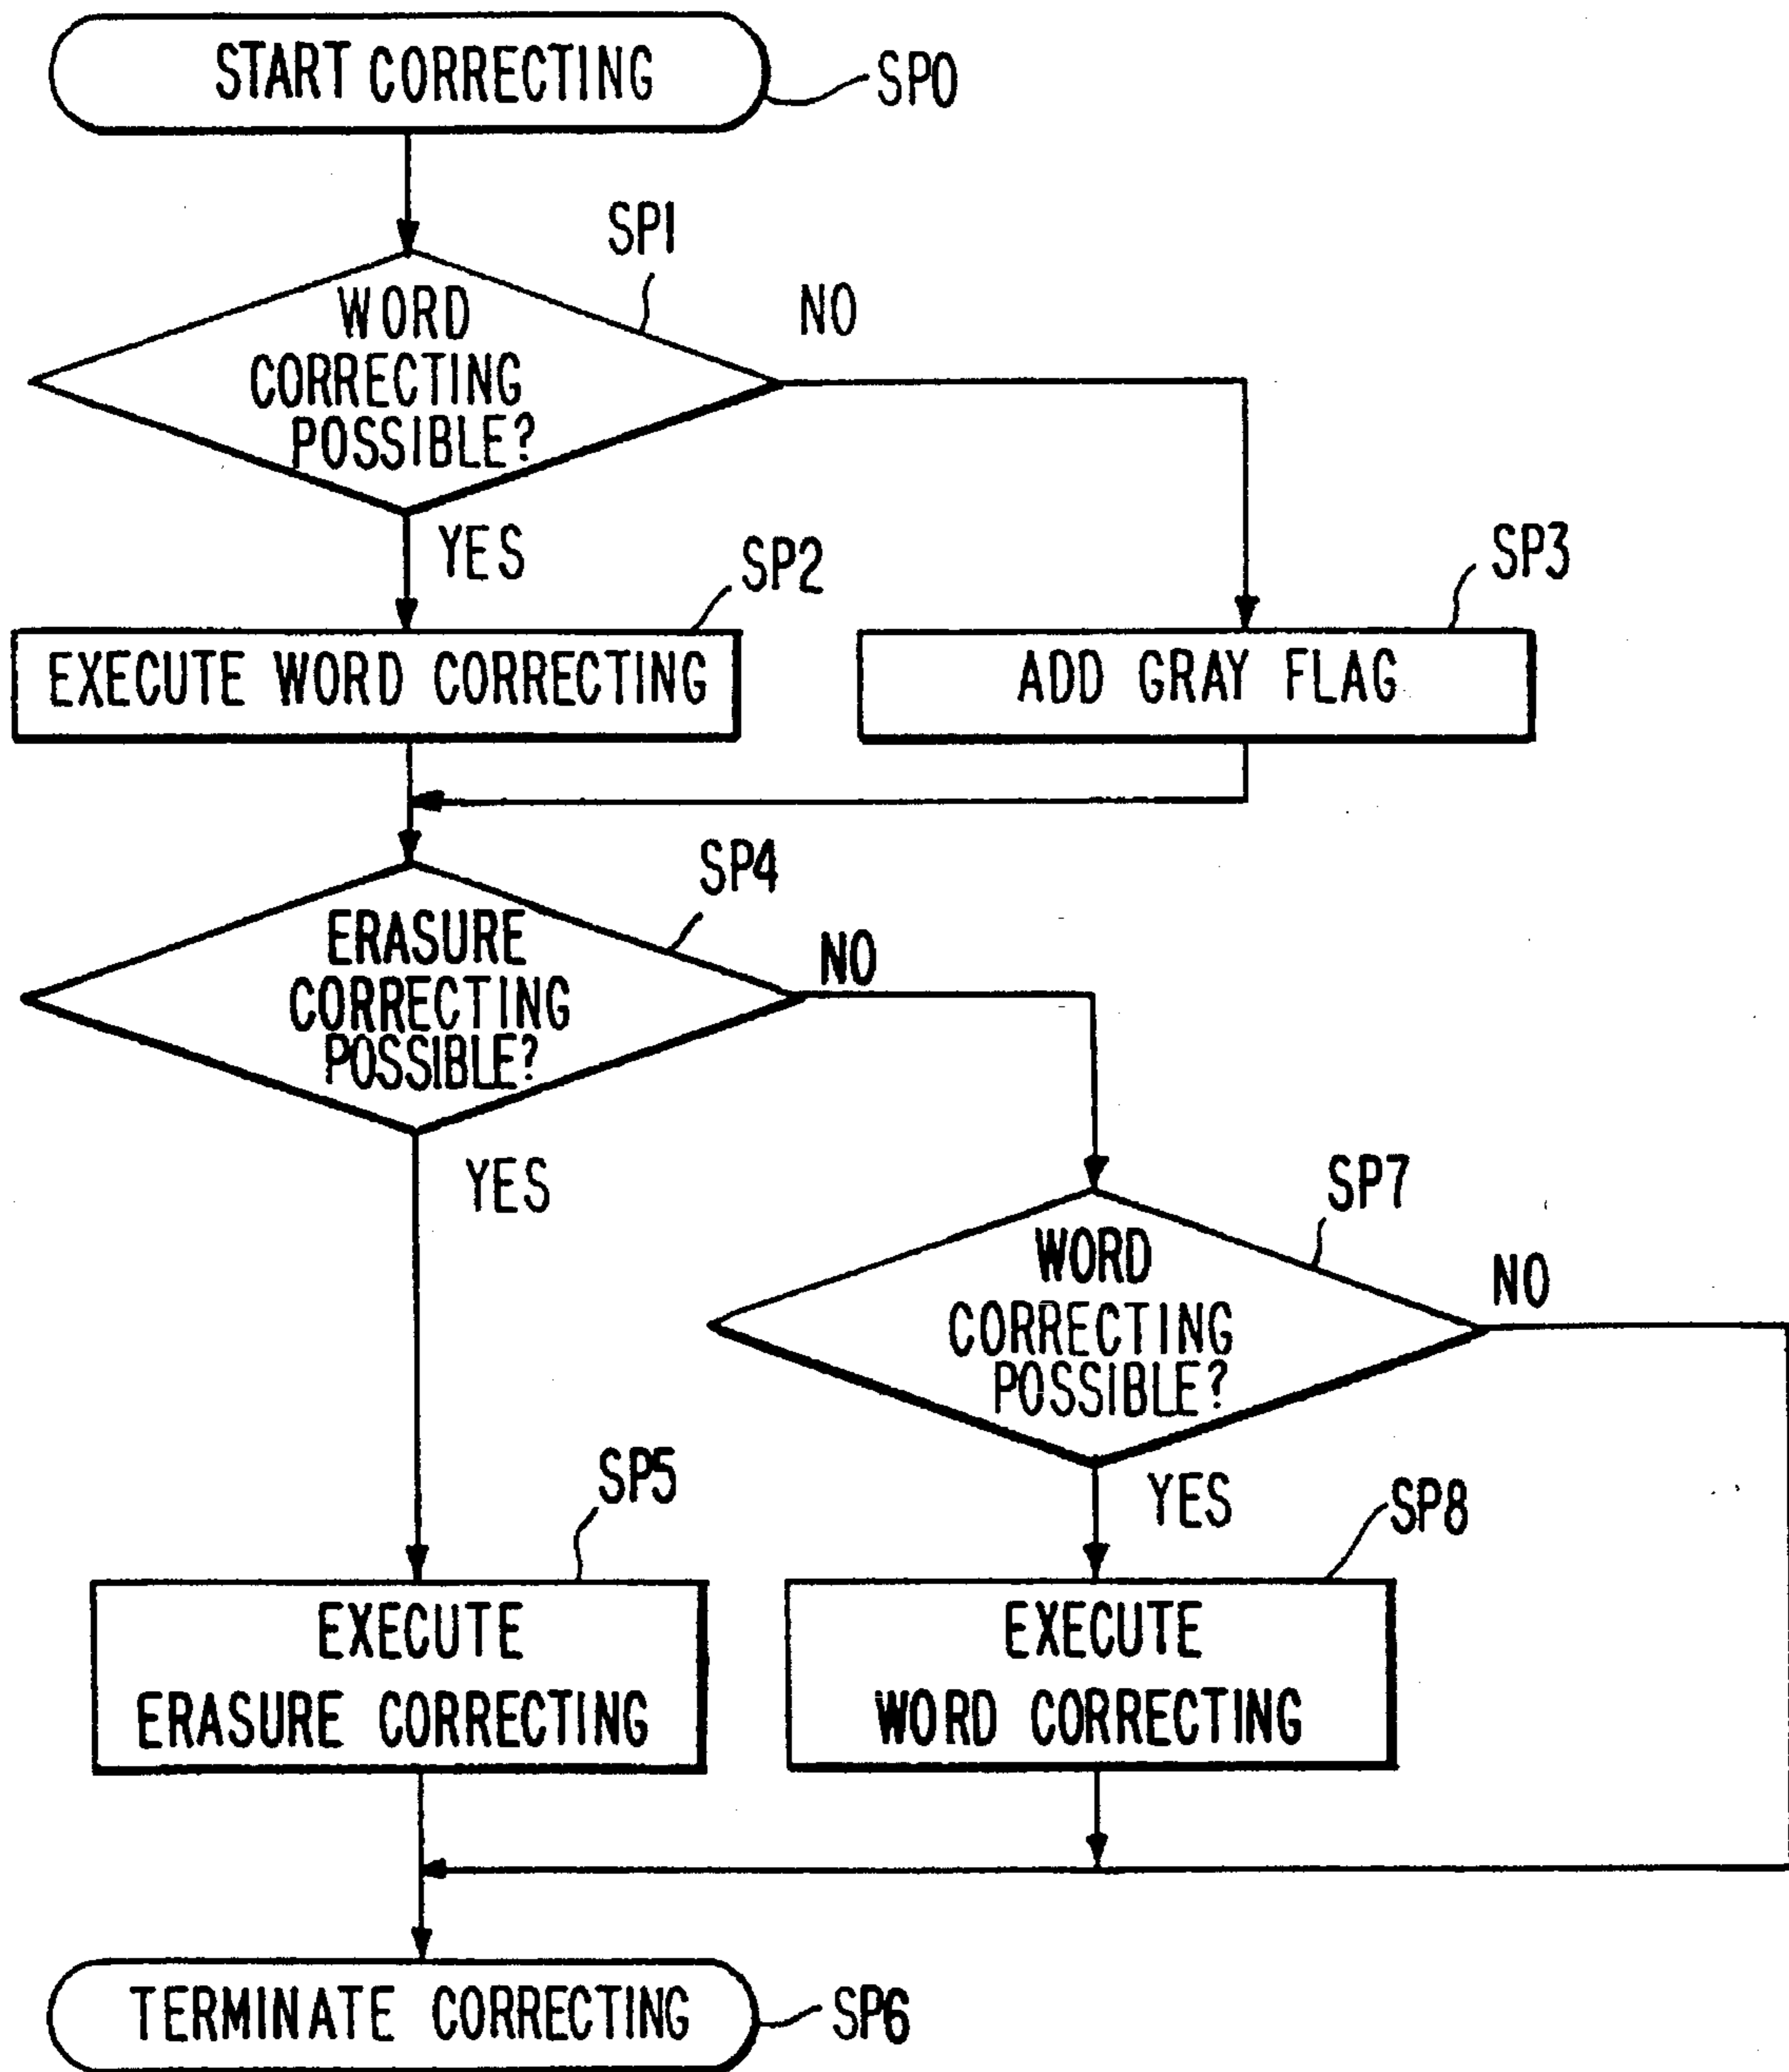 START CORRECTING
SP0
SP1
WORD
CORRECTING
POSSIBLE?
NO
YES
SP2
SP3
EXECUTE WORD CORRECTING
ADD GRAY FLAG
SP4
ERASURE
CORRECTING
POSSIBLE?
NO
YES
SP7
WORD
CORRECTING
POSSIBLE?
NO
YES
SP5
SP8
EXECUTE
ERASURE CORRECTING
EXECUTE
WORD CORRECTING
TERMINATE CORRECTING
SP6